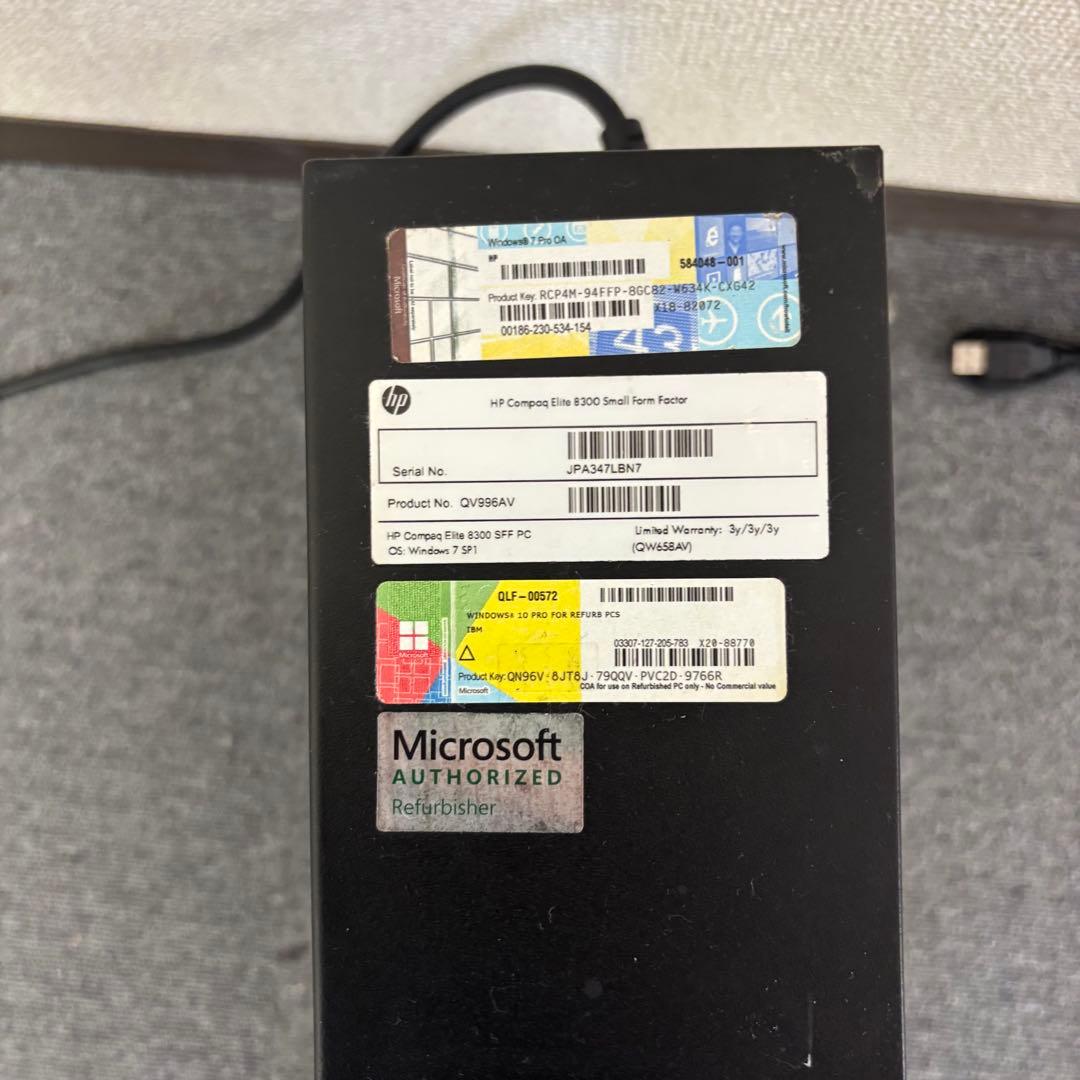 Windows® 7 Pro OA
HP
584048-001
Product Key: RCP4M-94FFP-8GC82-W634K-CXG42
X18-82072
00186-230-534-154
Microsoft
hp
HP Compaq Elite 8300 Small Form Factor
Serial No. JPA347LBN7
Product No. QV996AV
HP Compaq Elite 8300 SFF PC
Limited Warranty: 3y/3y/3y
OS: Windows 7 SP1
(QW658AV)
QLF-00572
WINDOWS® 10 PRO FOR REFURB PCS
IBM
03307-127-205-783 X20-88770
Microsoft
Product Key: QN96V-8JT8J-79QQV-PVC2D-9766R
Microsoft
COA for use on Refurbished PC only - No Commercial value
Microsoft
AUTHORIZED
Refurbisher